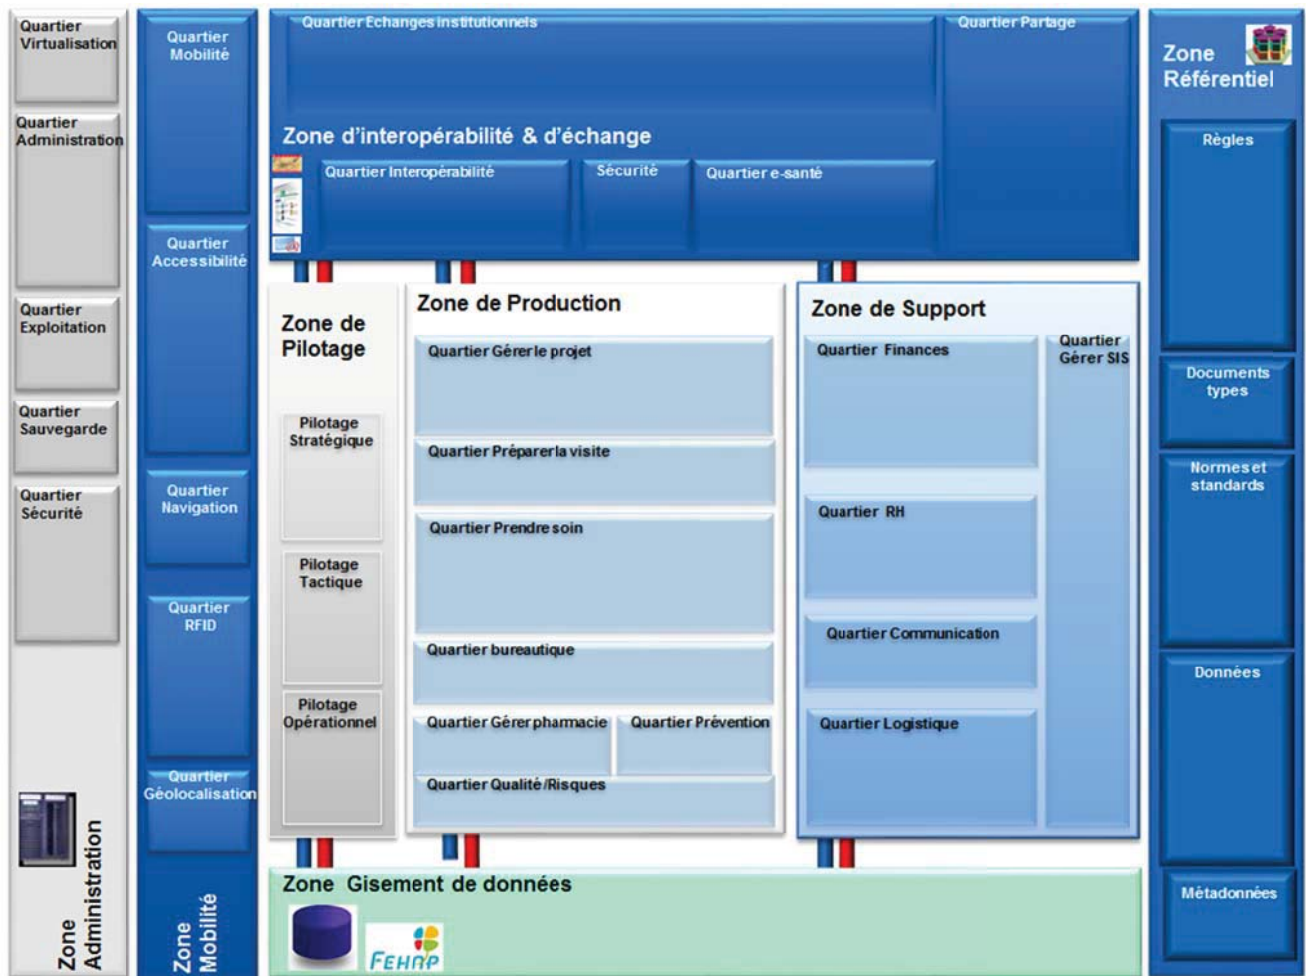 Quartier
Virtualisation
Quartier
Administration
Quartier
Exploitation
Quartier
Sauvegarde
Quartier
Sécurité
Zone
Administration
Quartier
Mobilité
Quartier
Accessibilité
Quartier
Navigation
Quartier
RFID
Quartier
Géolocalisation
Zone
Mobilité
Quartier Echanges institutionnels
Quartier Partage
Zone d'interopérabilité & d'échange
Quartier Interopérabilité
Sécurité
Quartier e-santé
Zone de
Pilotage
Pilotage
Stratégique
Pilotage
Tactique
Pilotage
Opérationnel
Zone de Production
Quartier Gérer le projet
Quartier Préparer la visite
Quartier Prendre soin
Quartier bureautique
Quartier Gérer pharmacie
Quartier Prévention
Quartier Qualité/Risques
Zone de Support
Quartier Finances
Quartier
Gérer SIS
Quartier RH
Quartier Communication
Quartier Logistique
Zone Gisement de données
FEHAP
Zone
Référentiel
Règles
Documents
types
Normes et
standards
Données
Métadonnées